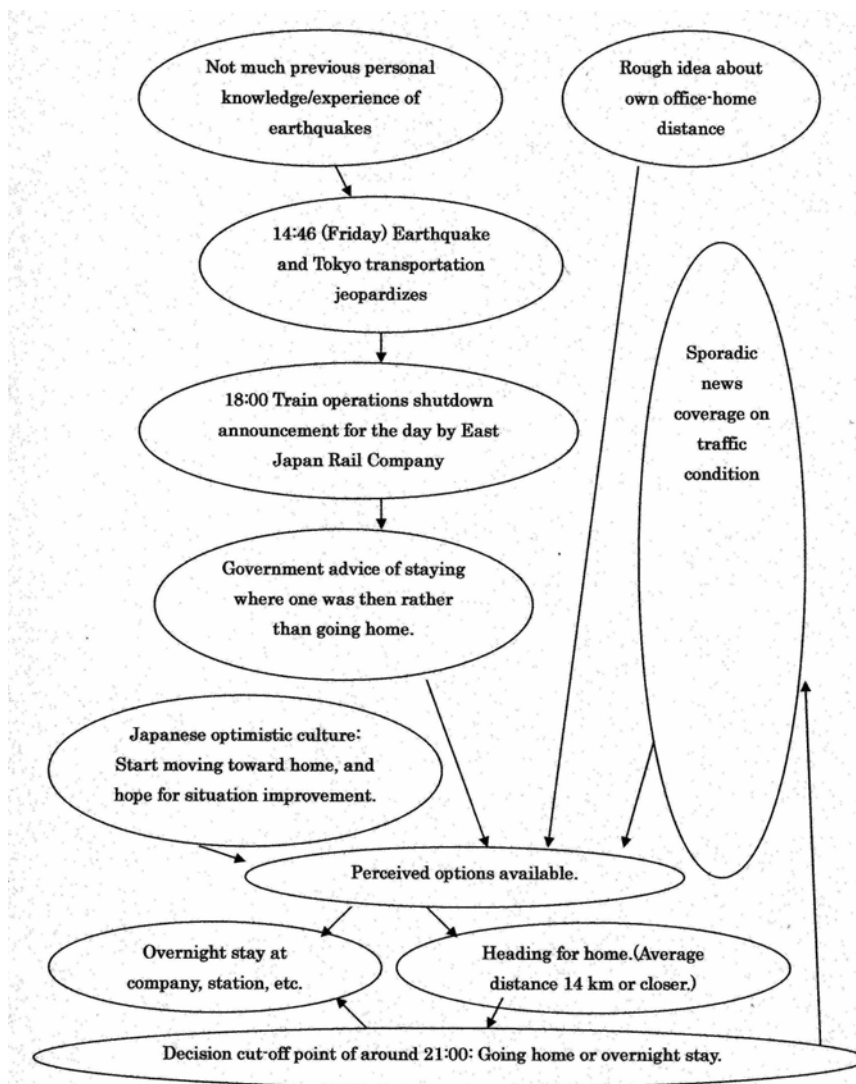 Not much previous personal
knowledge/experience of
earthquakes
Rough idea about
own office-home
distance
14:46 (Friday) Earthquake
and Tokyo transportation
jeopardizes
Sporadic
news
coverage on
traffic
condition
18:00 Train operations shutdown
announcement for the day by East
Japan Rail Company
Government advice of staying
where one was then rather
than going home.
Japanese optimistic culture:
Start moving toward home, and
hope for situation improvement.
Perceived options available.
Overnight stay at
company, station, etc.
Heading for home.(Average
distance 14 km or closer.)
Decision cut-off point of around 21:00: Going home or overnight stay.